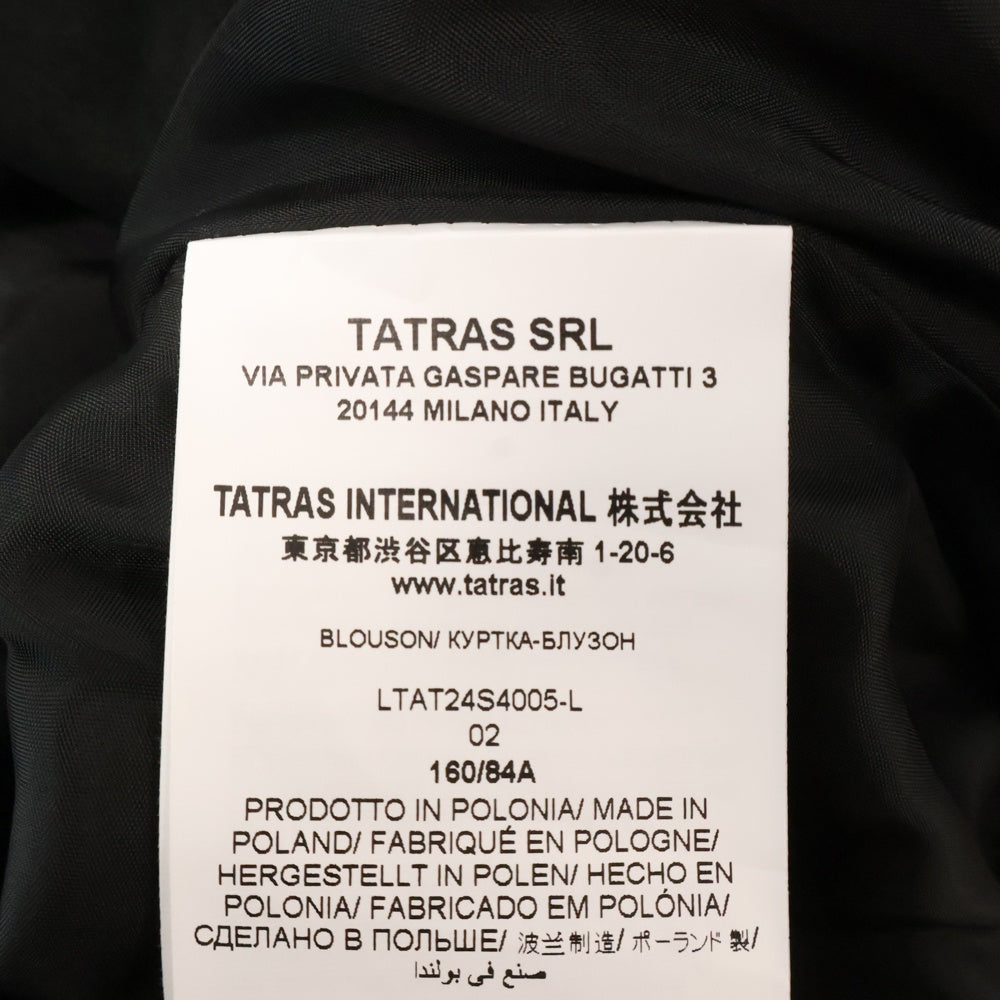 TATRAS SRL
VIA PRIVATA GASPARE BUGATTI 3
20144 MILANO ITALY
TATRAS INTERNATIONAL 株式会社
東京都渋谷区恵比寿南 1-20-6
www.tatras.it
BLOUSON/ КУРТКА-БЛУЗОН
LTAT24S4005-L
02
160/84A
PRODOTTO IN POLONIA/ MADE IN
POLAND/ FABRIQUÉ EN POLOGNE/
HERGESTELLT IN POLEN/ HECHO EN
POLONIA/ FABRICADO EM POLÓNIA/
СДЕЛАНО В ПОЛЬШЕ/ 波兰制造/ ポーランド製/
صنع في بولندا